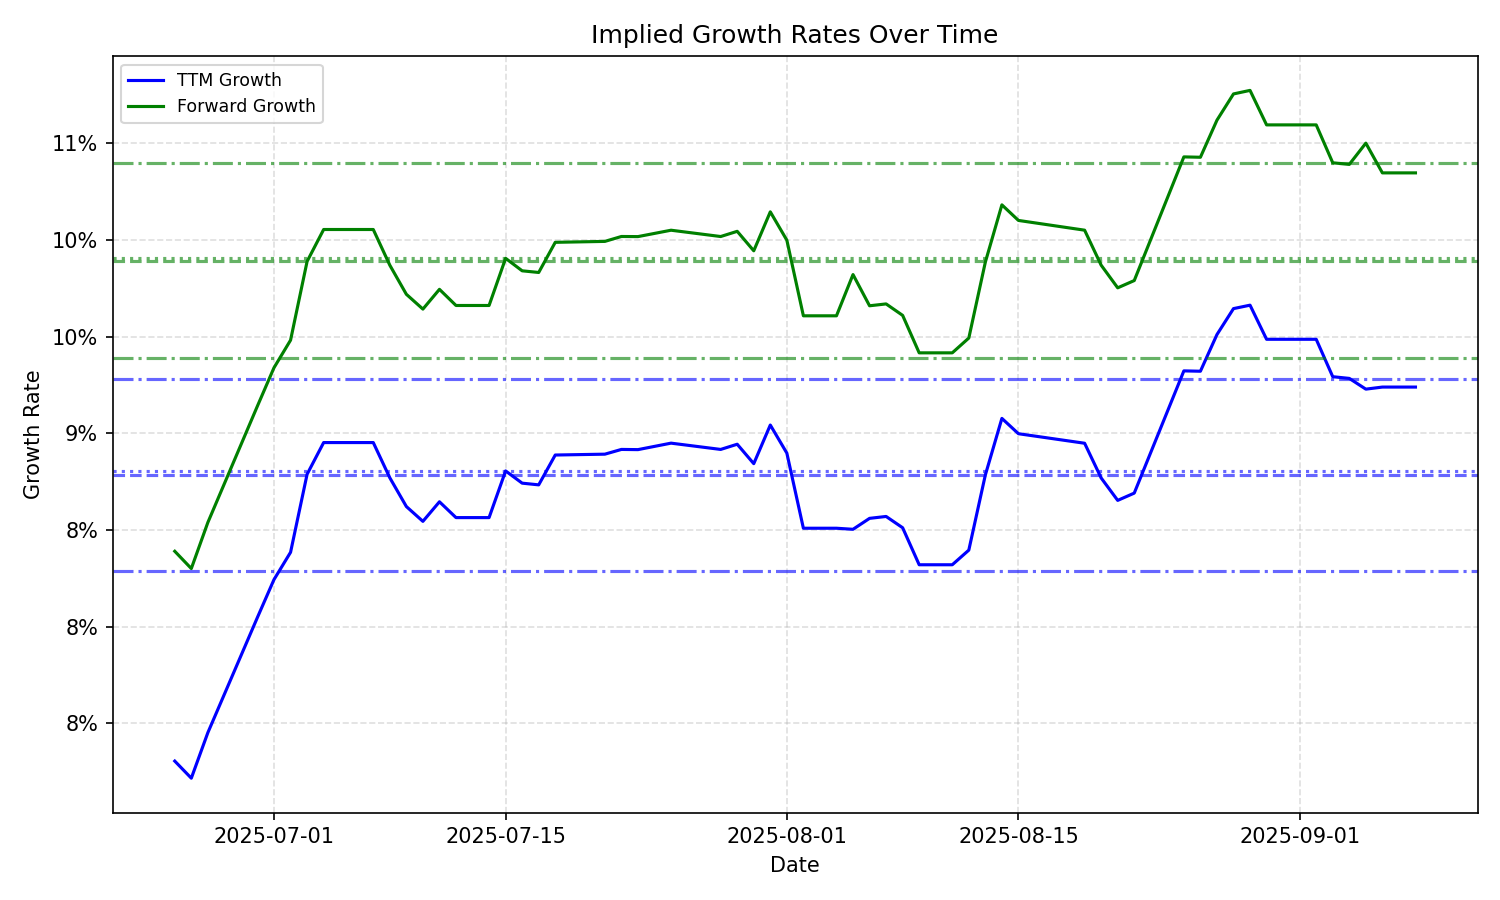 Implied Growth Rates Over Time
TTM Growth
Forward Growth
11%
10%
10%
9%
8%
8%
8%
Growth Rate
2025-07-01
2025-07-15
2025-08-01
2025-08-15
2025-09-01
Date